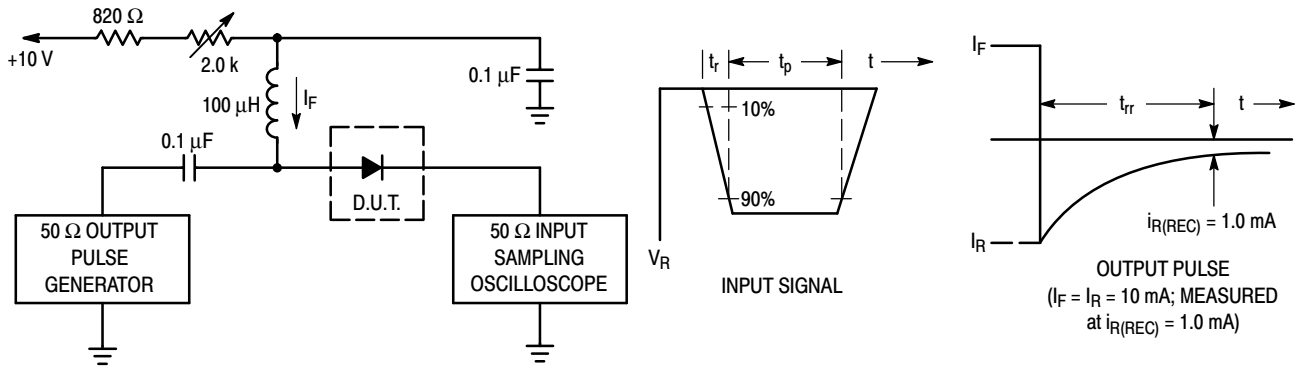 820 Ω
+10 V
2.0 k
100 μH
I_F
0.1 μF
0.1 μF
D.U.T.
50 Ω OUTPUT
PULSE
GENERATOR
50 Ω INPUT
SAMPLING
OSCILLOSCOPE
t_r
t_p
t
10%
90%
V_R
INPUT SIGNAL
I_F
t_rr
t
I_R
i_R(REC) = 1.0 mA
OUTPUT PULSE
(I_F = I_R = 10 mA; MEASURED
at i_R(REC) = 1.0 mA)